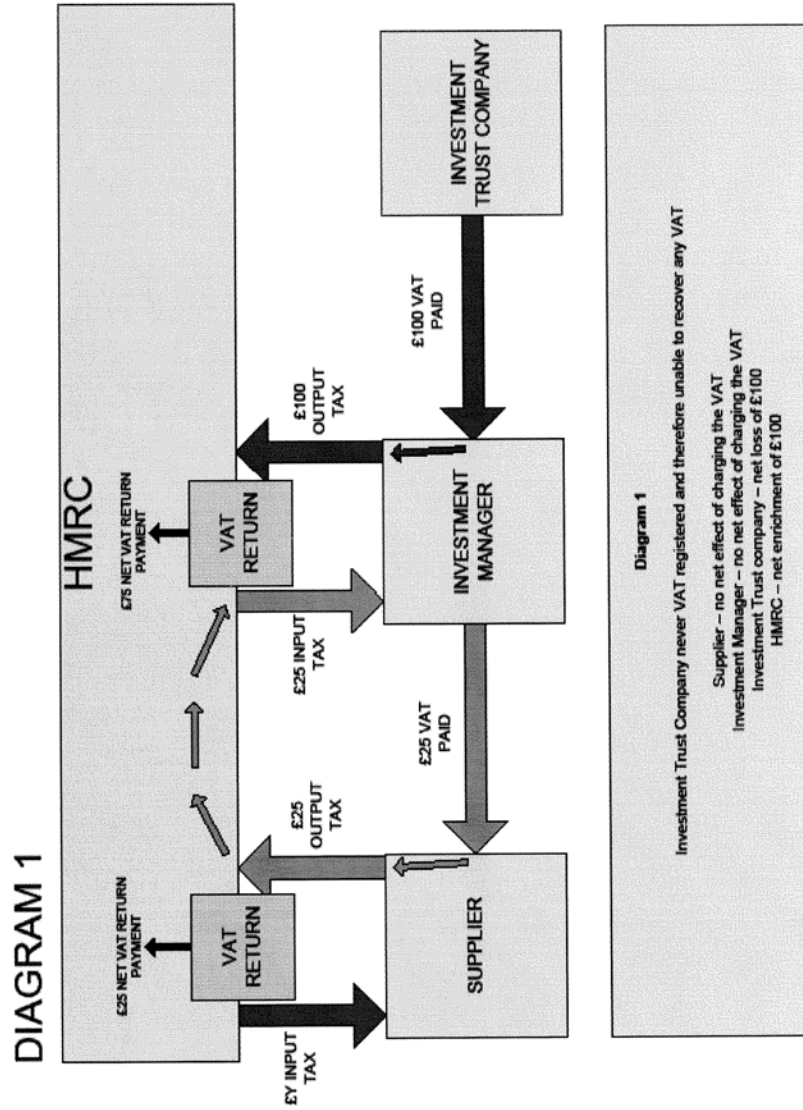 DIAGRAM 1
HMRC
£25 NET VAT RETURN
PAYMENT
£75 NET VAT RETURN
PAYMENT
VAT
RETURN
VAT
RETURN
£Y INPUT
TAX
£25
OUTPUT
TAX
£25 INPUT
TAX
£100
OUTPUT
TAX
SUPPLIER
£25 VAT
PAID
INVESTMENT
MANAGER
£100 VAT
PAID
INVESTMENT
TRUST COMPANY
Diagram 1
Investment Trust Company never VAT registered and therefore unable to recover any VAT
Supplier – no net effect of charging the VAT
Investment Manager – no net effect of charging the VAT
Investment Trust company – net loss of £100
HMRC – net enrichment of £100